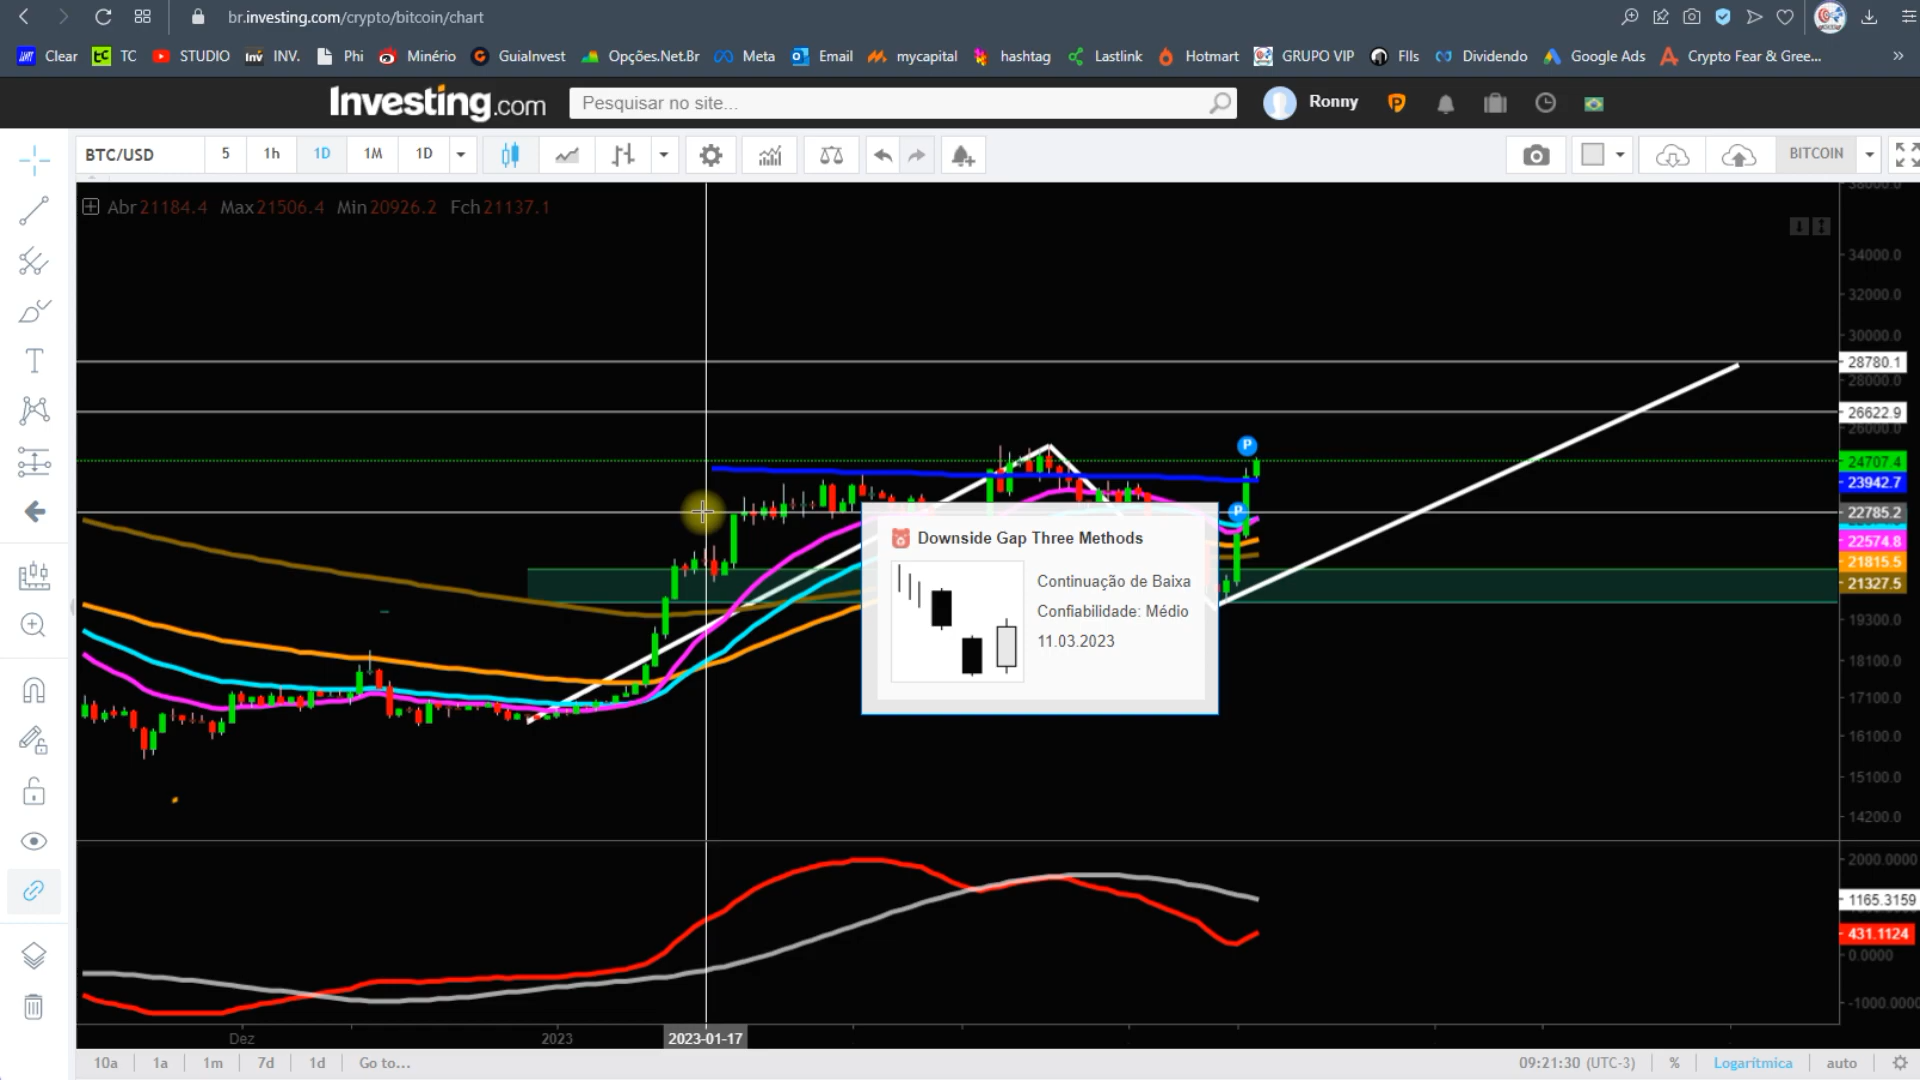 br.investing.com/crypto/bitcoin/chart
Clear TC STUDIO INV. Phi Minério GuiaInvest Opções.Net.Br Meta Email mycapital hashtag Lastlink Hotmart GRUPO VIP FIIs Dividendo Google Ads Crypto Fear & Gree... »
Investing.com Pesquisar no site... Ronny
BTC/USD 5 1h 1D 1M 1D BITCOIN
Abr 21184.4 Max 21506.4 Min 20926.2 Fch 21137.1
38000.0
34000.0
32000.0
30000.0
28780.1
28000.0
26622.9
26000.0
P
24707.4
23942.7
P
22785.2
22574.8
21815.5
21327.5
Downside Gap Three Methods
Continuação de Baixa
Confiabilidade: Médio
11.03.2023
19300.0
18100.0
17100.0
16100.0
15100.0
14200.0
2000.0000
1165.3159
431.1124
0.0000
-1000.0000
Dez 2023 2023-01-17
10a 1a 1m 7d 1d Go to... 09:21:30 (UTC-3) % Logarítmica auto